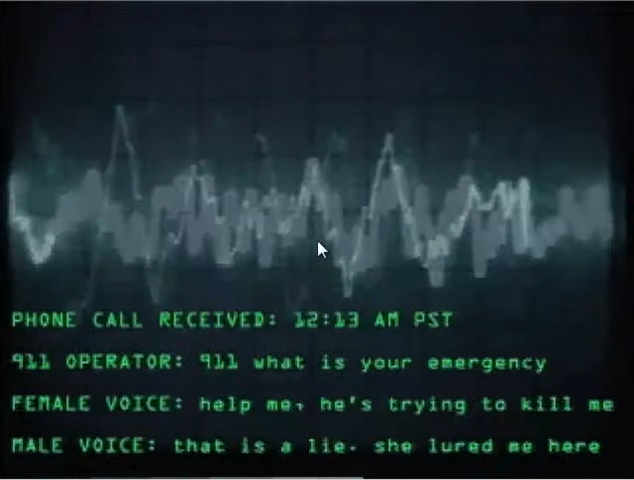 PHONE CALL RECEIVED: 12:13 AM PST
911 OPERATOR: 911 what is your emergency
FEMALE VOICE: help me, he's trying to kill me
MALE VOICE: that is a lie. she lured me here